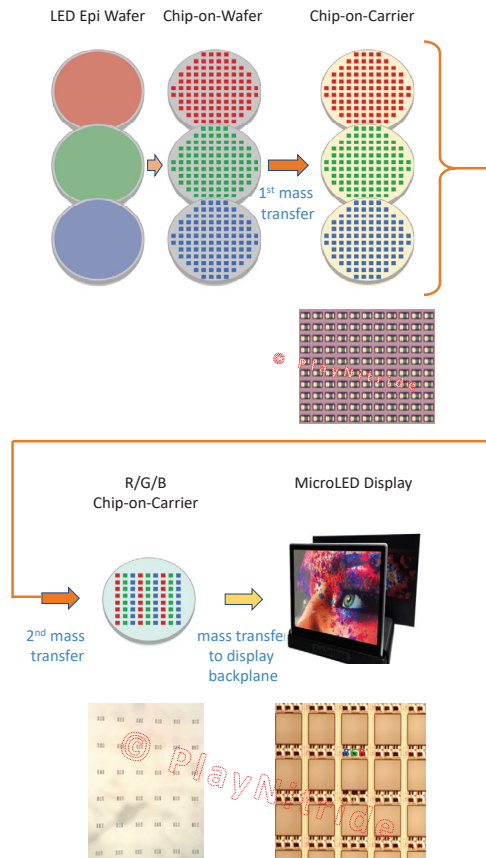 LED Epi Wafer
Chip-on-Wafer
Chip-on-Carrier
1st mass
transfer
© PlayNitride
R/G/B
Chip-on-Carrier
MicroLED Display
2nd mass
transfer
mass transfer
to display
backplane
© PlayNitride